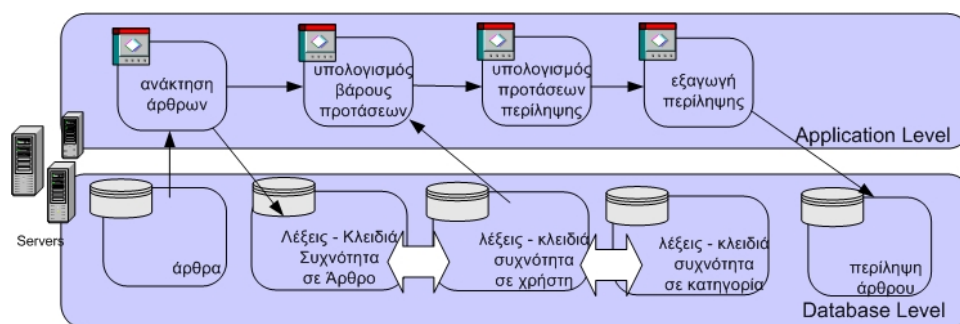 ανάκτηση
άρθρων
υπολογισμός
βάρους
προτάσεων
υπολογισμός
προτάσεων
περίληψης
εξαγωγή
περίληψης
Application Level
Servers
άρθρα
Λέξεις - Κλειδιά
Συχνότητα
σε Άρθρο
λέξεις - κλειδιά
συχνότητα
σε χρήστη
λέξεις - κλειδιά
συχνότητα
σε κατηγορία
περίληψη
άρθρου
Database Level